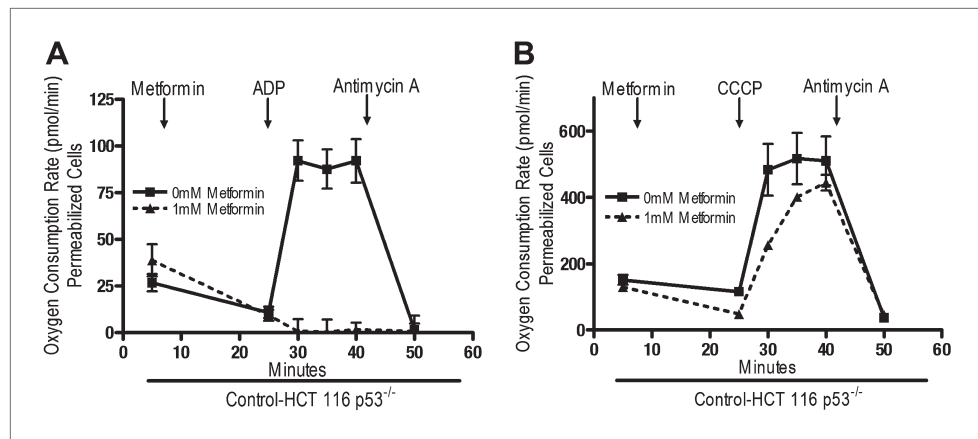 A
Metformin
ADP
Antimycin A
Oxygen Consumption Rate (pmol/min)
Permeabilized Cells
125
100
75
50
25
0
0mM Metformin
1mM Metformin
0
10
20
30
40
50
60
Minutes
Control-HCT 116 p53-/-
B
Metformin
CCCP
Antimycin A
Oxygen Consumption Rate (pmol/min)
Permeabilized Cells
600
400
200
0
0mM Metformin
1mM Metformin
0
10
20
30
40
50
60
Minutes
Control-HCT 116 p53-/-